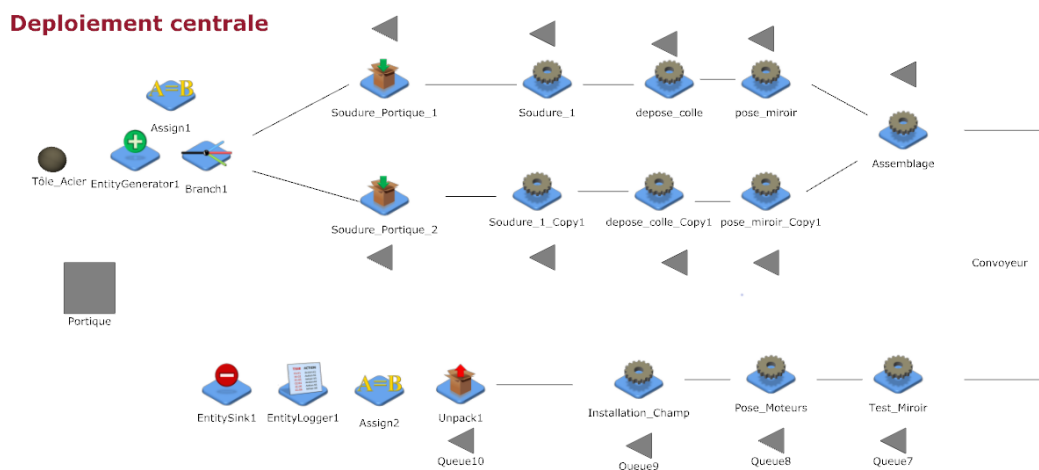 Deploiement centrale
A=B
Assign1
Soudure_Portique_1
Soudure_1
depose_colle
pose_miroir
Assemblage
Tôle_Acier
EntityGenerator1
Branch1
Soudure_Portique_2
Soudure_1_Copy1
depose_colle_Copy1
pose_miroir_Copy1
Convoyeur
Portique
A=B
EntitySink1
EntityLogger1
Assign2
Unpack1
Installation_Champ
Pose_Moteurs
Test_Miroir
Queue10
Queue9
Queue8
Queue7